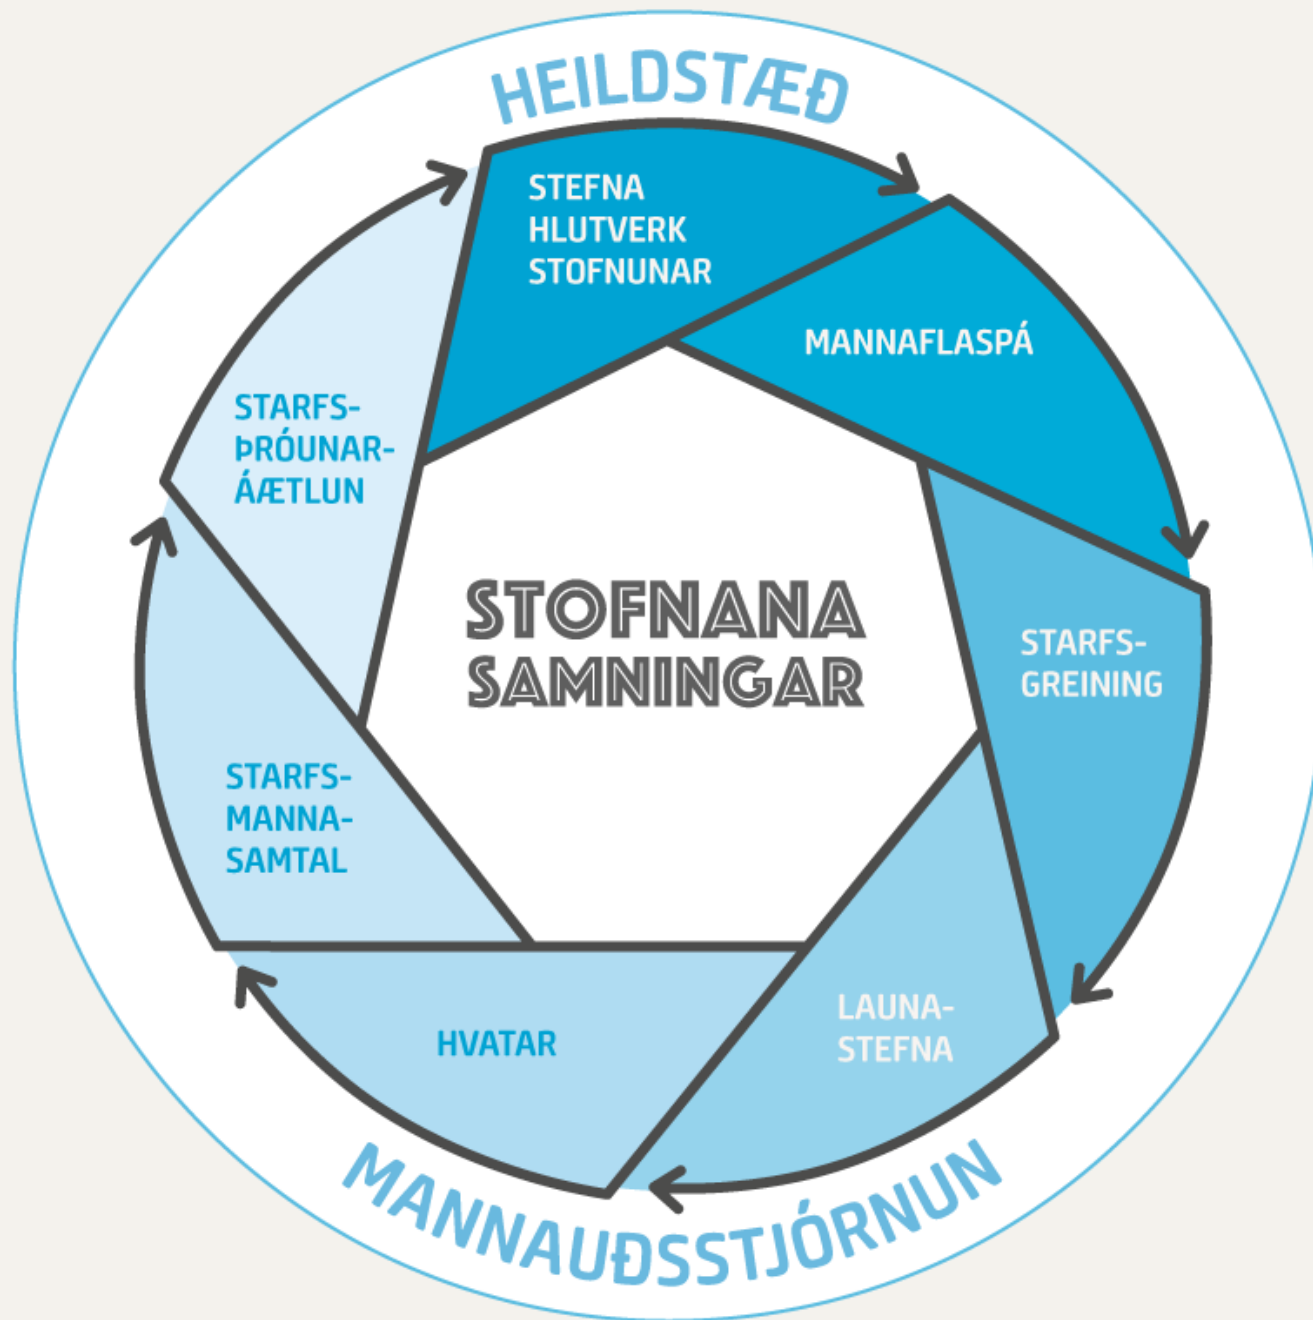 HEILDSTÆÐ
STEFNA
HLUTVERK
STOFNUNAR
MANNAFLASPÁ
STARFS-
GREINING
LAUNA-
STEFNA
HVATAR
STARFS-
MANNA-
SAMTAL
STARFS-
ÞRÓUNAR-
ÁÆTLUN
STOFNANA
SAMNINGAR
MANNAUÐSSTJÓRNUN